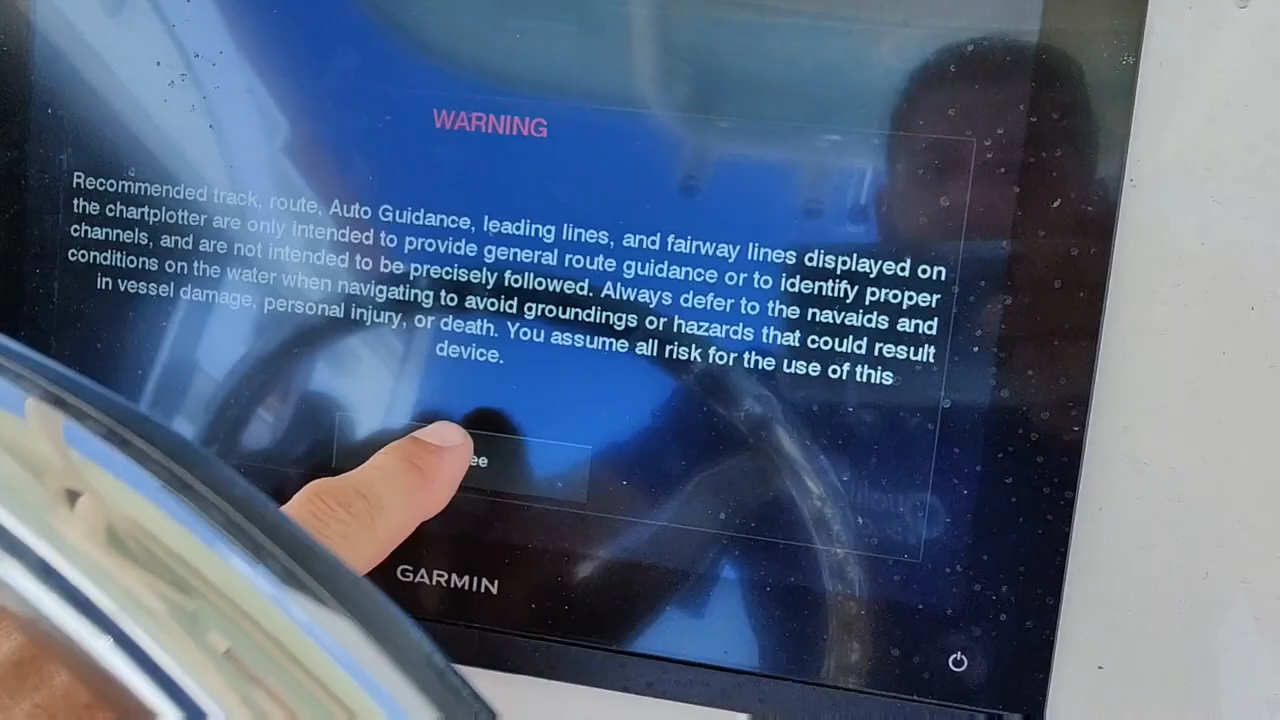 WARNING
Recommended track, route, Auto Guidance, leading lines, and fairway lines displayed on
the chartplotter are only intended to provide general route guidance or to identify proper
channels, and are not intended to be precisely followed. Always defer to the navaids and
conditions on the water when navigating to avoid groundings or hazards that could result
in vessel damage, personal injury, or death. You assume all risk for the use of this
device.
ee
GARMIN